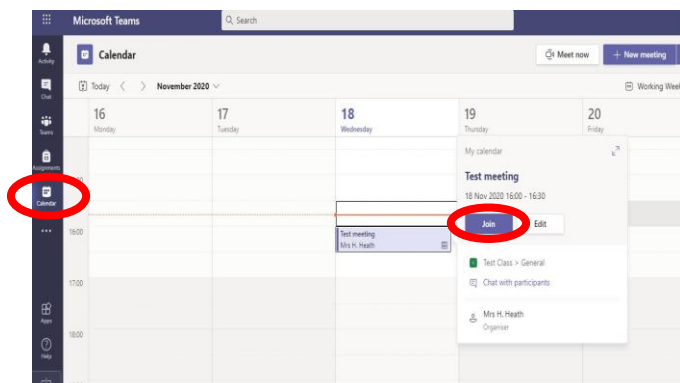 Microsoft Teams
Search
Activity
Chat
Teams
Assignments
Calendar
Apps
Help
Calendar
Meet now
+ New meeting
Today
November 2020
Working Week
16
Monday
17
Tuesday
18
Wednesday
19
Thursday
20
Friday
16:00
17:00
18:00
Test meeting
Mrs H. Heath
My calendar
Test meeting
18 Nov 2020 16:00 - 16:30
Join
Edit
Test Class > General
Chat with participants
Mrs H. Heath
Organiser